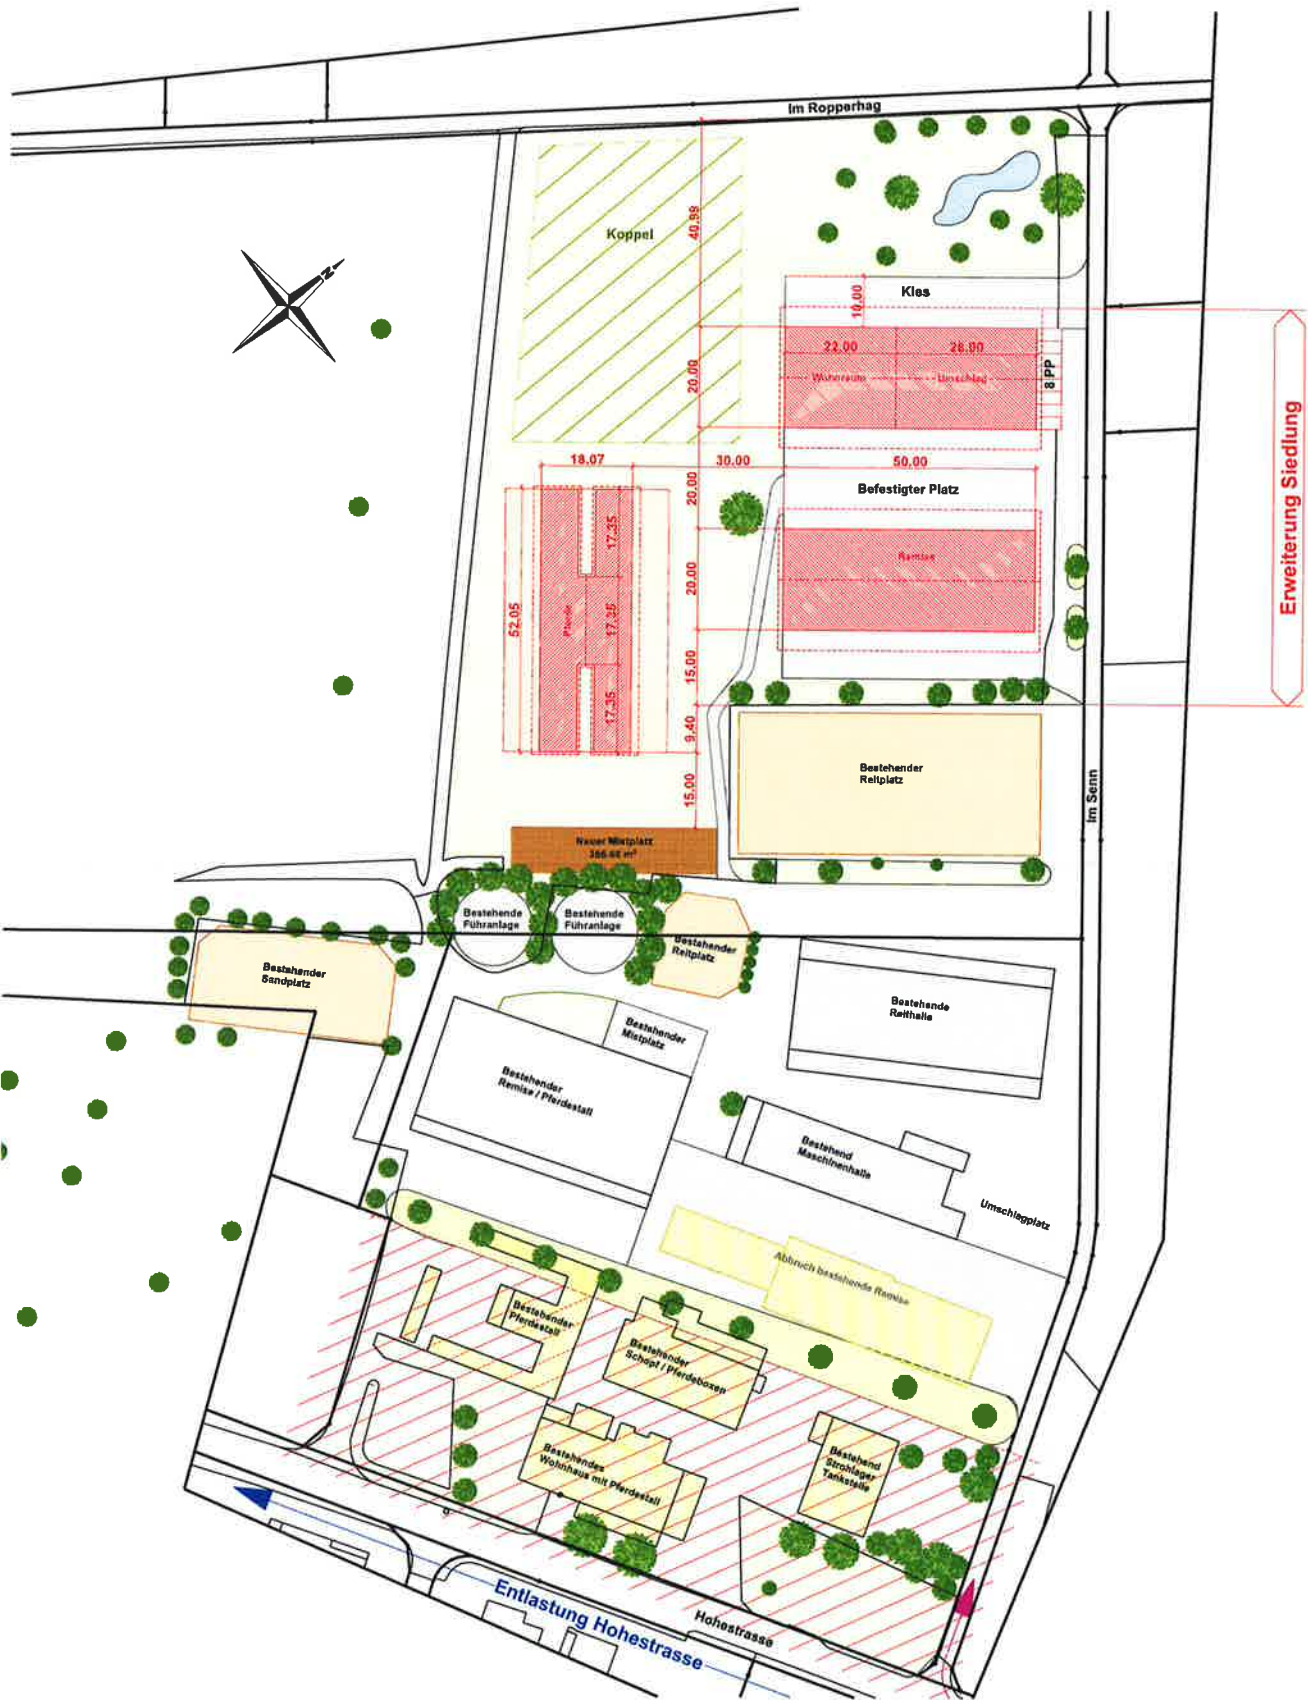 Im Ropperhag
Koppel
40.99
N
Kies
10.00
22.00
28.00
20.00
Wohnraum
Umschlag
8 PP
Erweiterung Siedlung
18.07
30.00
50.00
Befestigter Platz
20.00
17.35
Remise
20.00
52.05
Pferde
17.35
15.00
17.35
9.40
Bestehender
Reitplatz
15.00
Im Senn
Neuer Mistplatz
Bestehende
Führanlage
Bestehende
Führanlage
Bestehender
Reitplatz
Bestehender
Sandplatz
Bestehende
Reithalle
Bestehender
Mistplatz
Bestehender
Remise / Pferdestall
Bestehend
Maschinenhalle
Umschlagplatz
Abbruch bestehende Remise
Bestehender
Pferdestall
Bestehender
Schopf / Pferdeboxen
Bestehendes
Wohnhaus mit Pferdestall
Bestehend
Strohlager
Tankstelle
Entlastung Hohestrasse
Hohestrasse